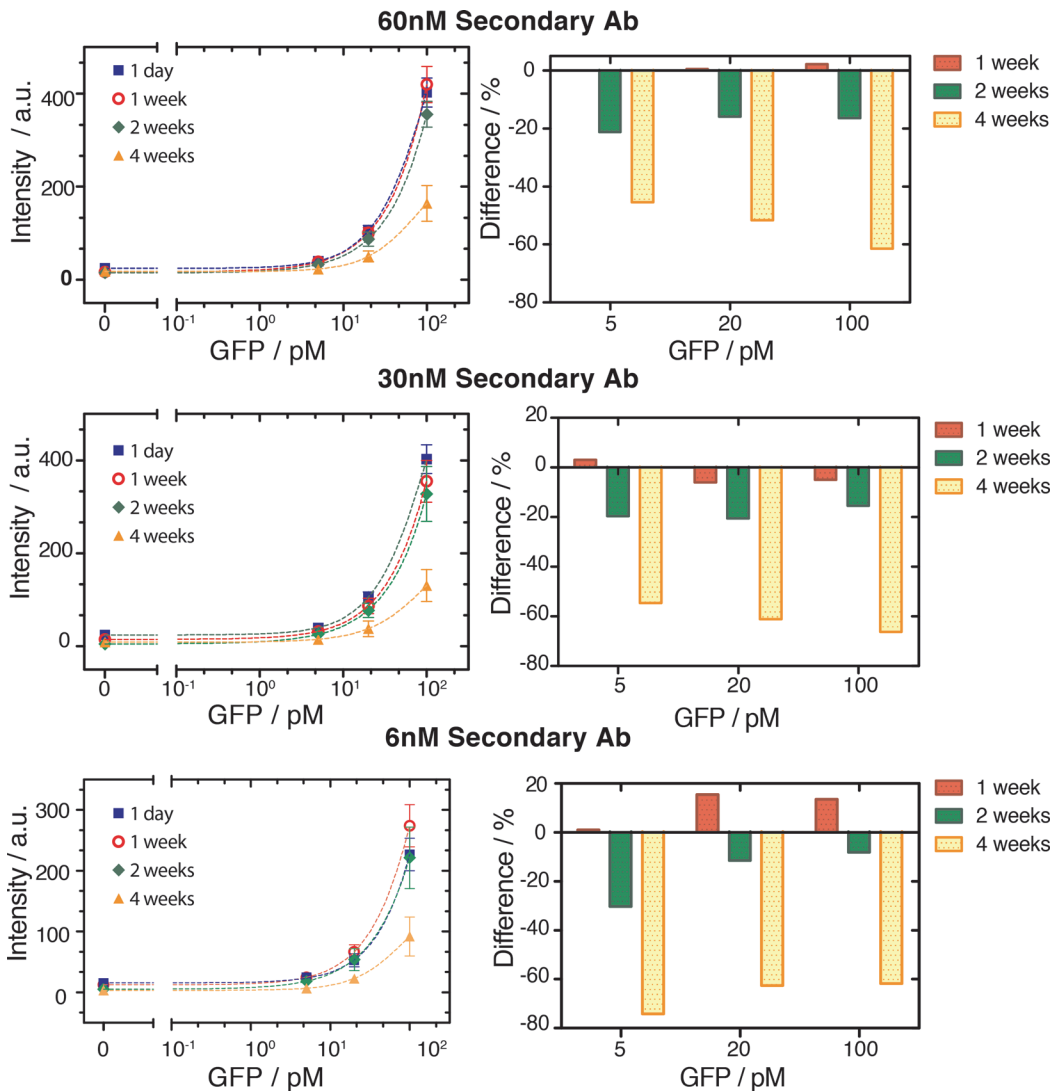 60nM Secondary Ab
Intensity / a.u.
400
200
0
1 day
1 week
2 weeks
4 weeks
0 10⁻¹ 10⁰ 10¹ 10²
GFP / pM
Difference / %
0
-20
-40
-60
-80
5 20 100
GFP / pM
1 week
2 weeks
4 weeks
30nM Secondary Ab
Intensity / a.u.
400
200
0
1 day
1 week
2 weeks
4 weeks
0 10⁻¹ 10⁰ 10¹ 10²
GFP / pM
Difference / %
20
0
-20
-40
-60
-80
5 20 100
GFP / pM
1 week
2 weeks
4 weeks
6nM Secondary Ab
Intensity / a.u.
300
200
100
0
1 day
1 week
2 weeks
4 weeks
0 10⁻¹ 10⁰ 10¹ 10²
GFP / pM
Difference / %
20
0
-20
-40
-60
-80
5 20 100
GFP / pM
1 week
2 weeks
4 weeks